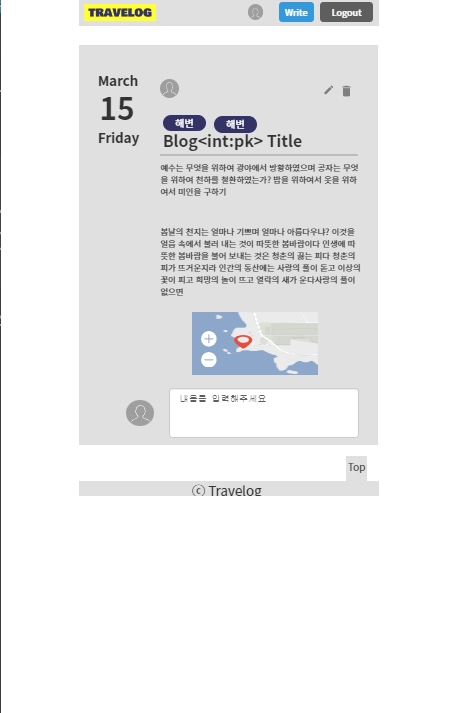 TRAVELOG
Write
Logout
March
15
Friday
해변
해변
Blog<int:pk> Title
예수는 무엇을 위하여 광야에서 방황하였으며 공자는 무엇
을 위하여 천하를 철환하였는가? 밥을 위하여서 옷을 위하
여서 미인을 구하기
봄날의 천지는 얼마나 기쁘며 얼마나 아름다우냐? 이것을
얼음 속에서 불러 내는 것이 따뜻한 봄바람이다 인생에 따
뜻한 봄바람을 불어 보내는 것은 청춘의 끓는 피다 청춘의
피가 뜨거운지라 인간의 동산에는 사랑의 풀이 돋고 이상의
꽃이 피고 희망의 놀이 뜨고 열락의 새가 운다사랑의 풀이
없으면
내용을 입력해주세요
Top
ⓒ Travelog